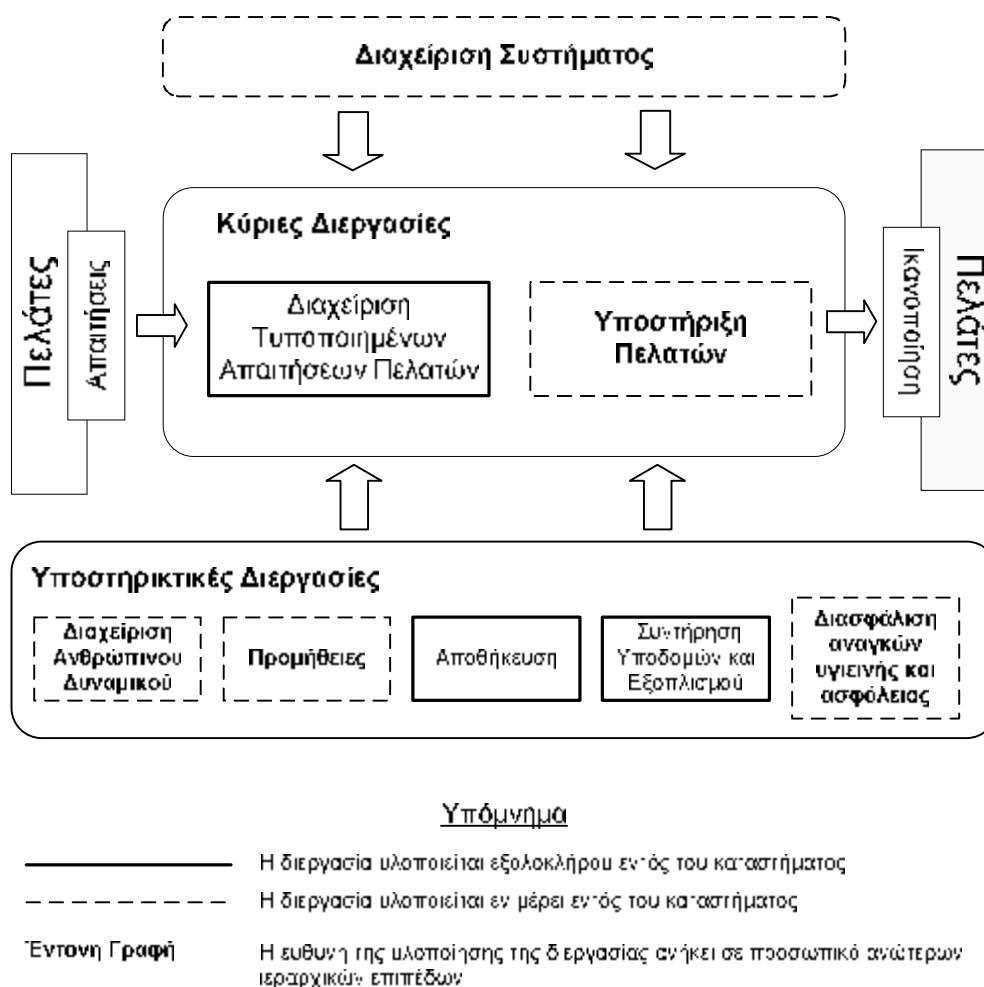 Διαχείριση Συστήματος
Πελάτες
Απαιτήσεις
Κύριες Διεργασίες
Διαχείριση
Τυποποιημένων
Απαιτήσεων Πελατών
Υποστήριξη
Πελατών
Ικανοποίηση
Πελάτες
Υποστηρικτικές Διεργασίες
Διαχείριση
Ανθρώπινου
Δυναμικού
Προμήθειες
Αποθήκευση
Συντήρηση
Υποδομών και
Εξοπλισμού
Διασφάλιση
αναγκών
υγιεινής και
ασφάλειας
Υπόμνημα
Η διεργασία υλοποιείται εξολοκλήρου εντός του καταστήματος
Η διεργασία υλοποιείται εν μέρει εντός του καταστήματος
Έντονη Γραφή
Η ευθυνη της υλοποίησης της διεργασίας ανήκει σε προσωπικό ανώτερων
ιεραρχικών επιπέδων